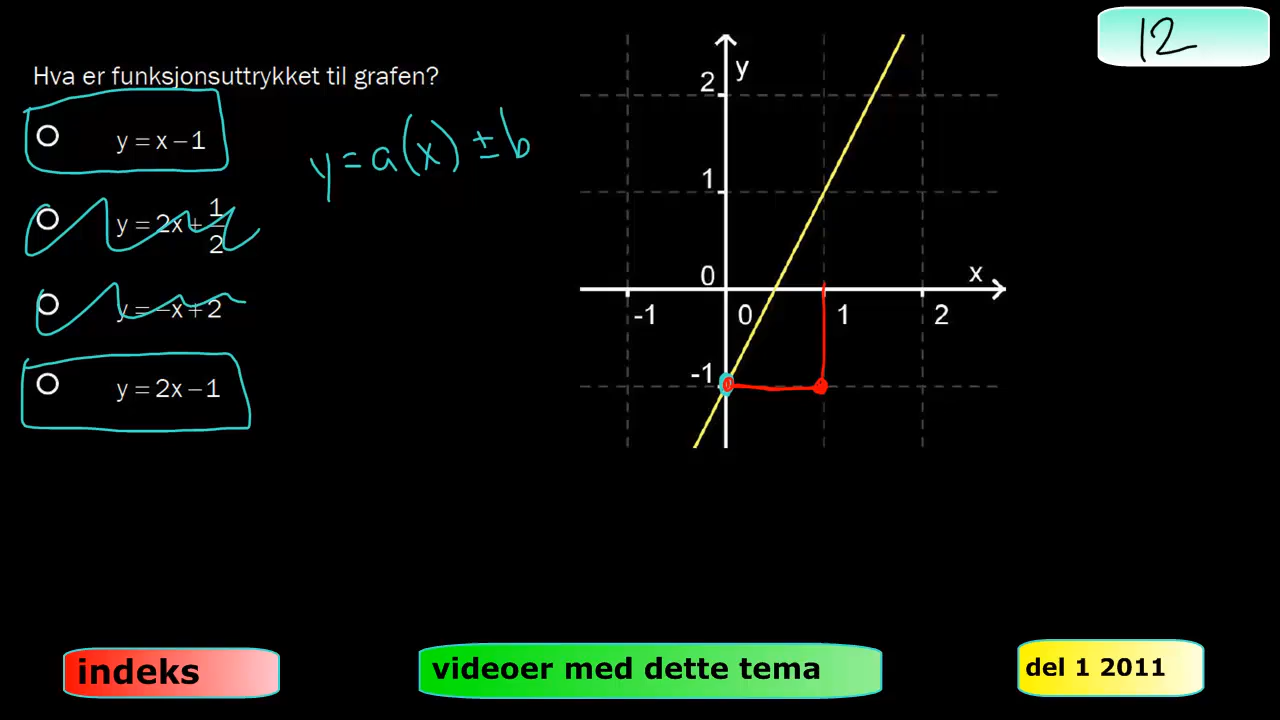 12
Hva er funksjonsuttrykket til grafen?
y = x − 1
y = a(x) ± b
y = 2x + 1/2
y = −x + 2
y = 2x − 1
y
2
1
0
x
-1 0 1 2
-1
indeks
videoer med dette tema
del 1 2011